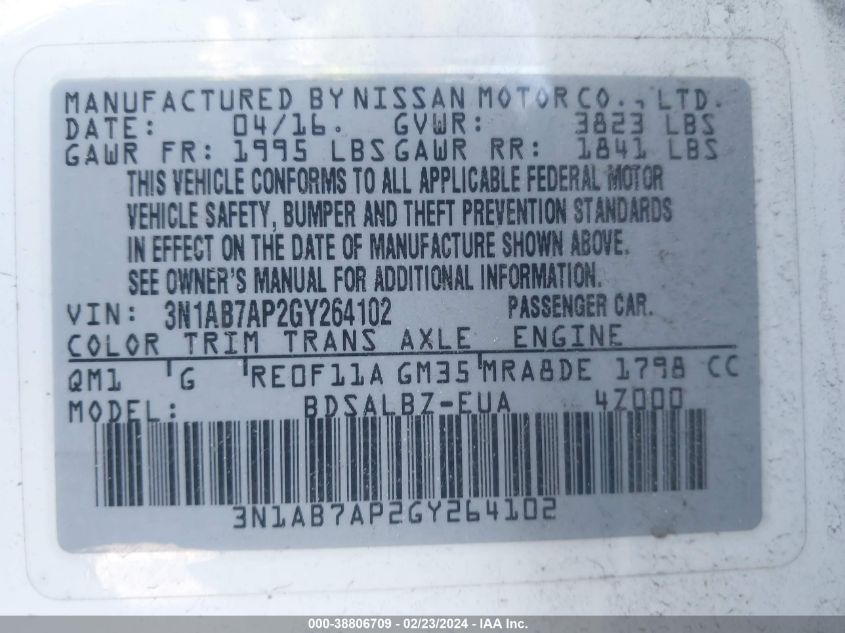 MANUFACTURED BY NISSAN MOTOR CO., LTD.
DATE: 04/16. GVWR: 3823 LBS
GAWR FR: 1995 LBS GAWR RR: 1841 LBS
THIS VEHICLE CONFORMS TO ALL APPLICABLE FEDERAL MOTOR
VEHICLE SAFETY, BUMPER AND THEFT PREVENTION STANDARDS
IN EFFECT ON THE DATE OF MANUFACTURE SHOWN ABOVE.
SEE OWNER'S MANUAL FOR ADDITIONAL INFORMATION.
VIN: 3N1AB7AP2GY264102 PASSENGER CAR.
COLOR TRIM TRANS AXLE ENGINE
QM1 G RE0F11A GM35 MRA8DE 1798 CC
MODEL: BDSALBZ-EUA 4Z000
3N1AB7AP2GY264102
000-38806709 - 02/23/2024 - IAA Inc.